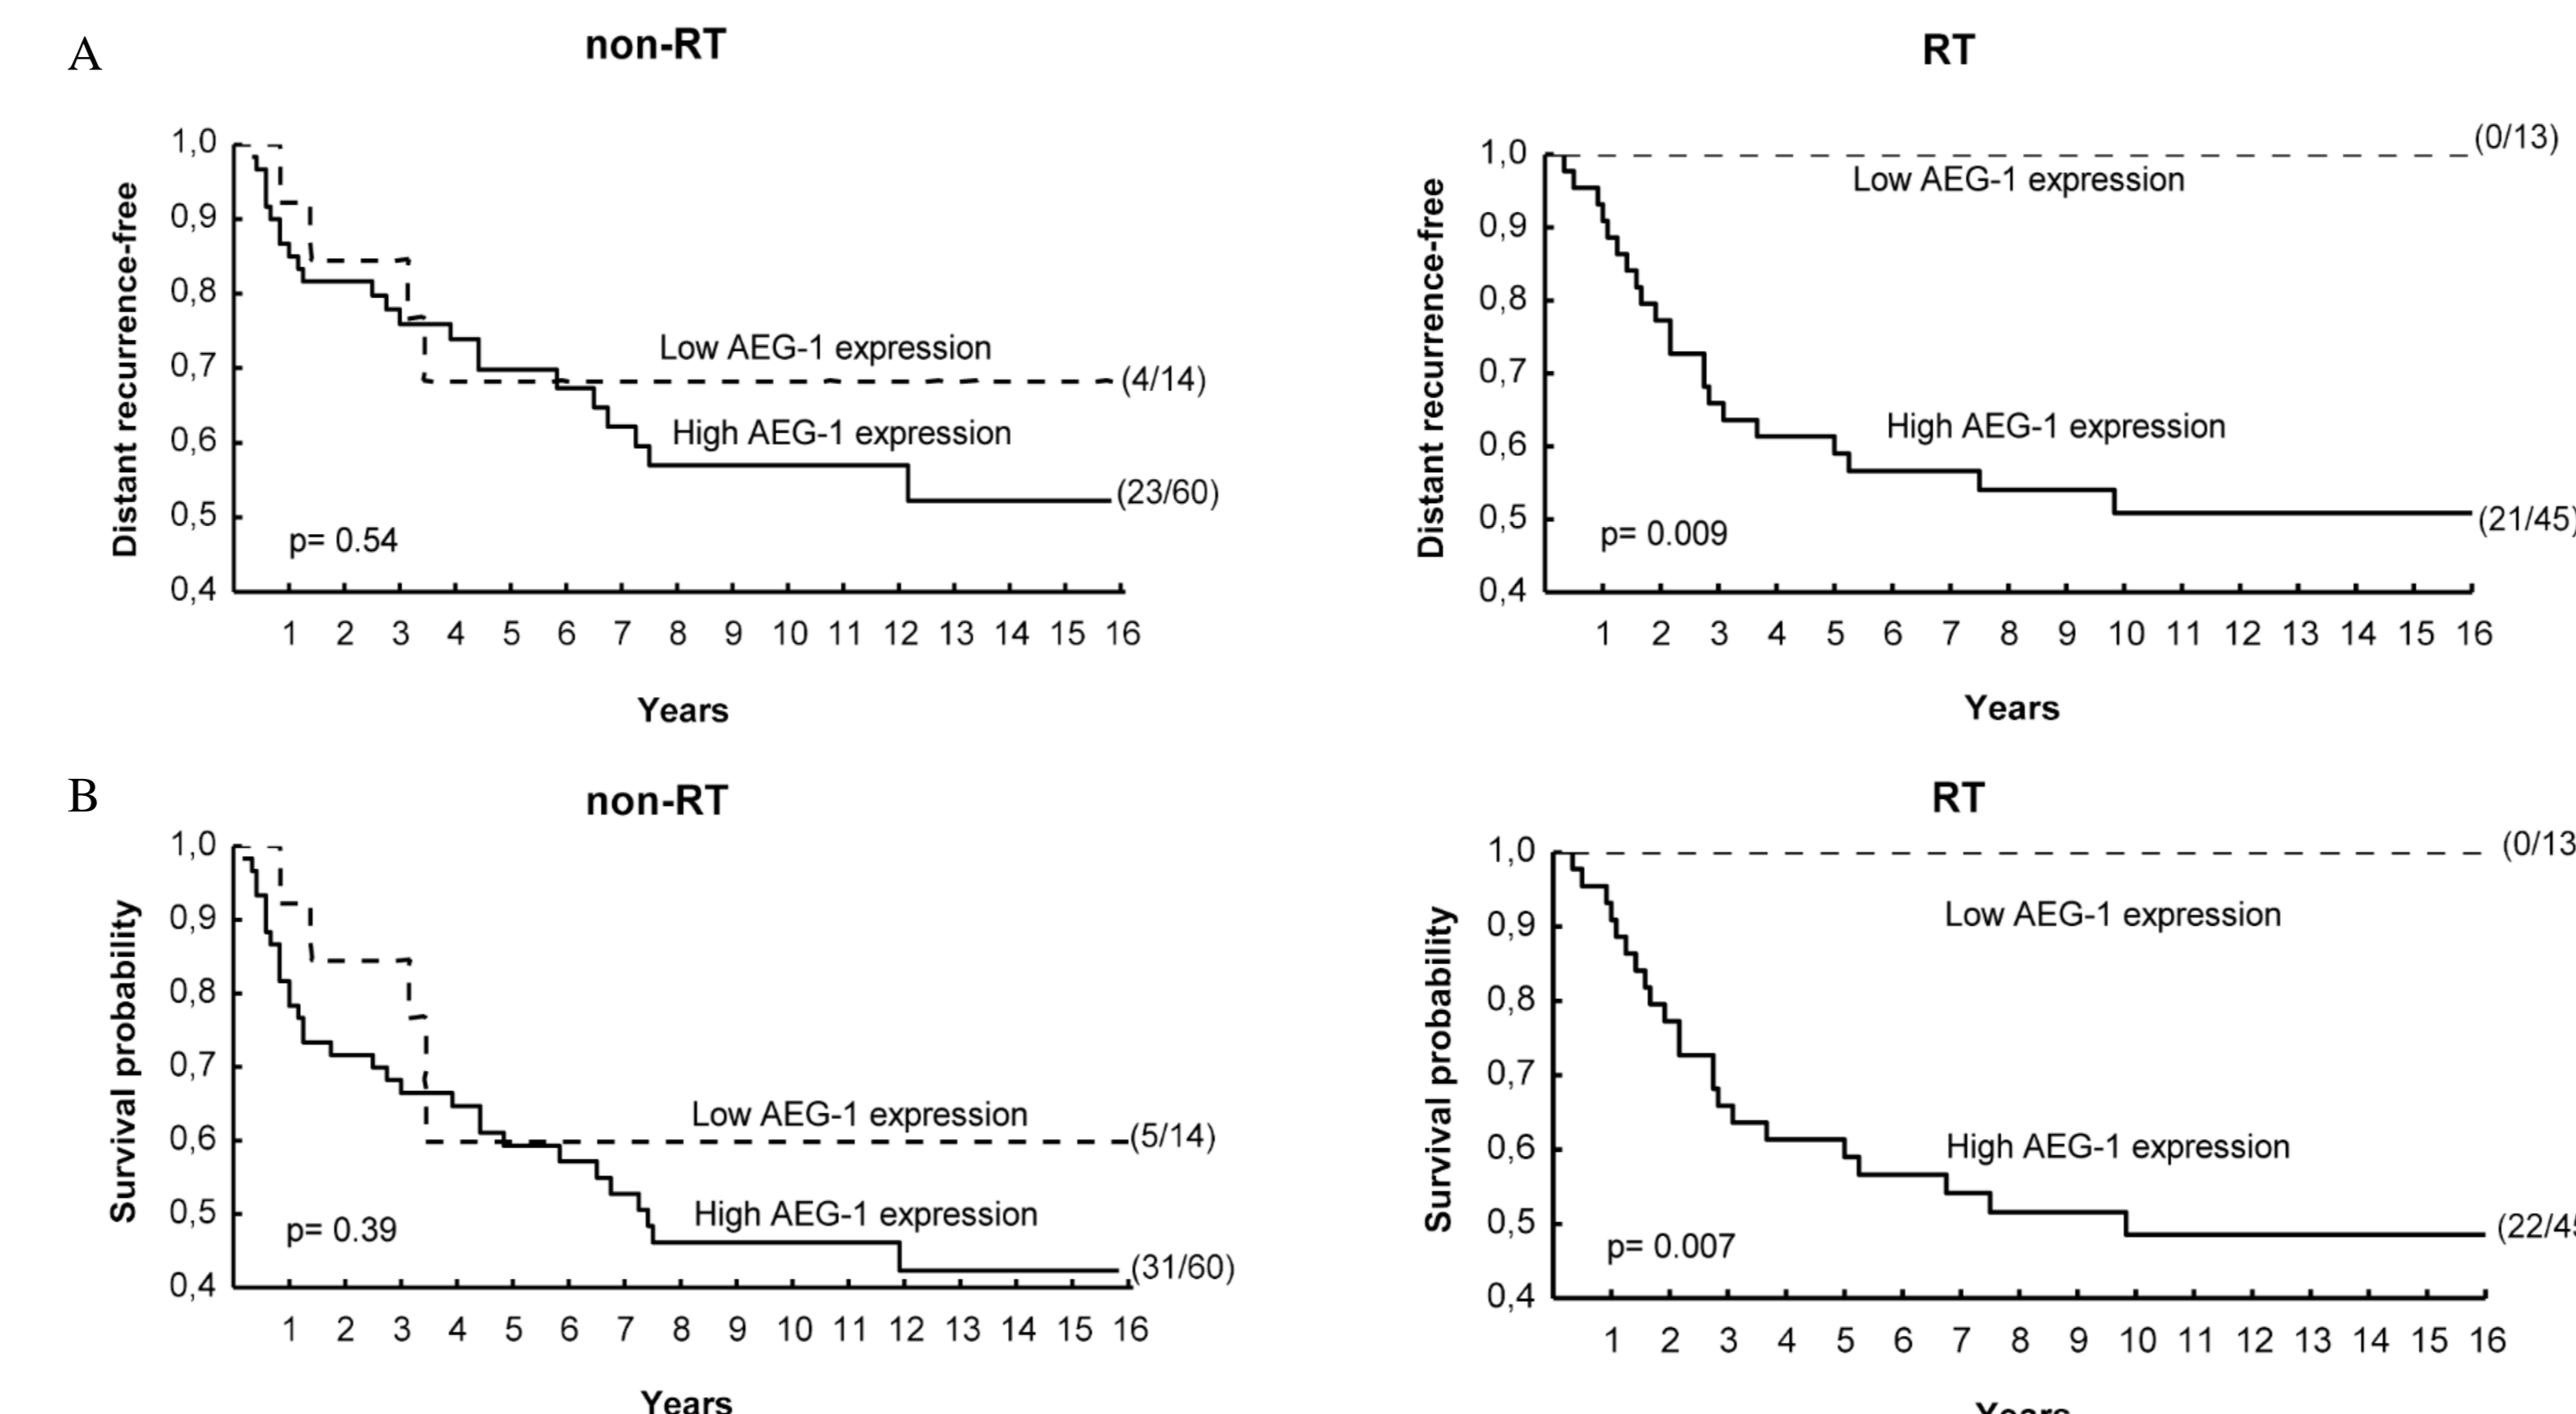 A
non-RT
RT
Distant recurrence-free
1,0
0,9
0,8
0,7
0,6
0,5
0,4
Low AEG-1 expression
(4/14)
High AEG-1 expression
(23/60)
p= 0.54
1 2 3 4 5 6 7 8 9 10 11 12 13 14 15 16
Years
Distant recurrence-free
1,0
0,9
0,8
0,7
0,6
0,5
0,4
(0/13)
Low AEG-1 expression
High AEG-1 expression
(21/45)
p= 0.009
1 2 3 4 5 6 7 8 9 10 11 12 13 14 15 16
Years
B
non-RT
RT
Survival probability
1,0
0,9
0,8
0,7
0,6
0,5
0,4
Low AEG-1 expression
(5/14)
High AEG-1 expression
(31/60)
p= 0.39
1 2 3 4 5 6 7 8 9 10 11 12 13 14 15 16
Years
Survival probability
1,0
0,9
0,8
0,7
0,6
0,5
0,4
(0/13
Low AEG-1 expression
High AEG-1 expression
(22/45
p= 0.007
1 2 3 4 5 6 7 8 9 10 11 12 13 14 15 16
Years